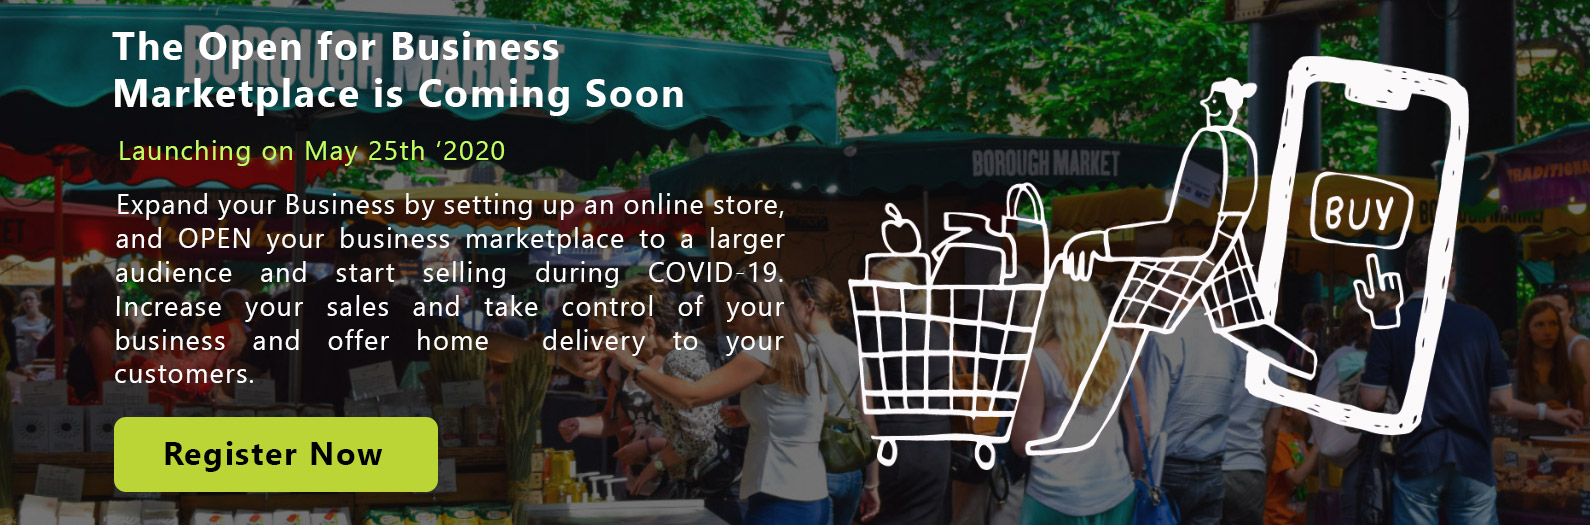 The Open for Business
Marketplace is Coming Soon
Launching on May 25th ‘2020
Expand your Business by setting up an online store,
and OPEN your business marketplace to a larger
audience and start selling during COVID-19.
Increase your sales and take control of your
business and offer home delivery to your
customers.
Register Now
BOROUGH MARKET
BOROUGH MARKET
BUY
TRADITIONA
BOROUGH MARKET